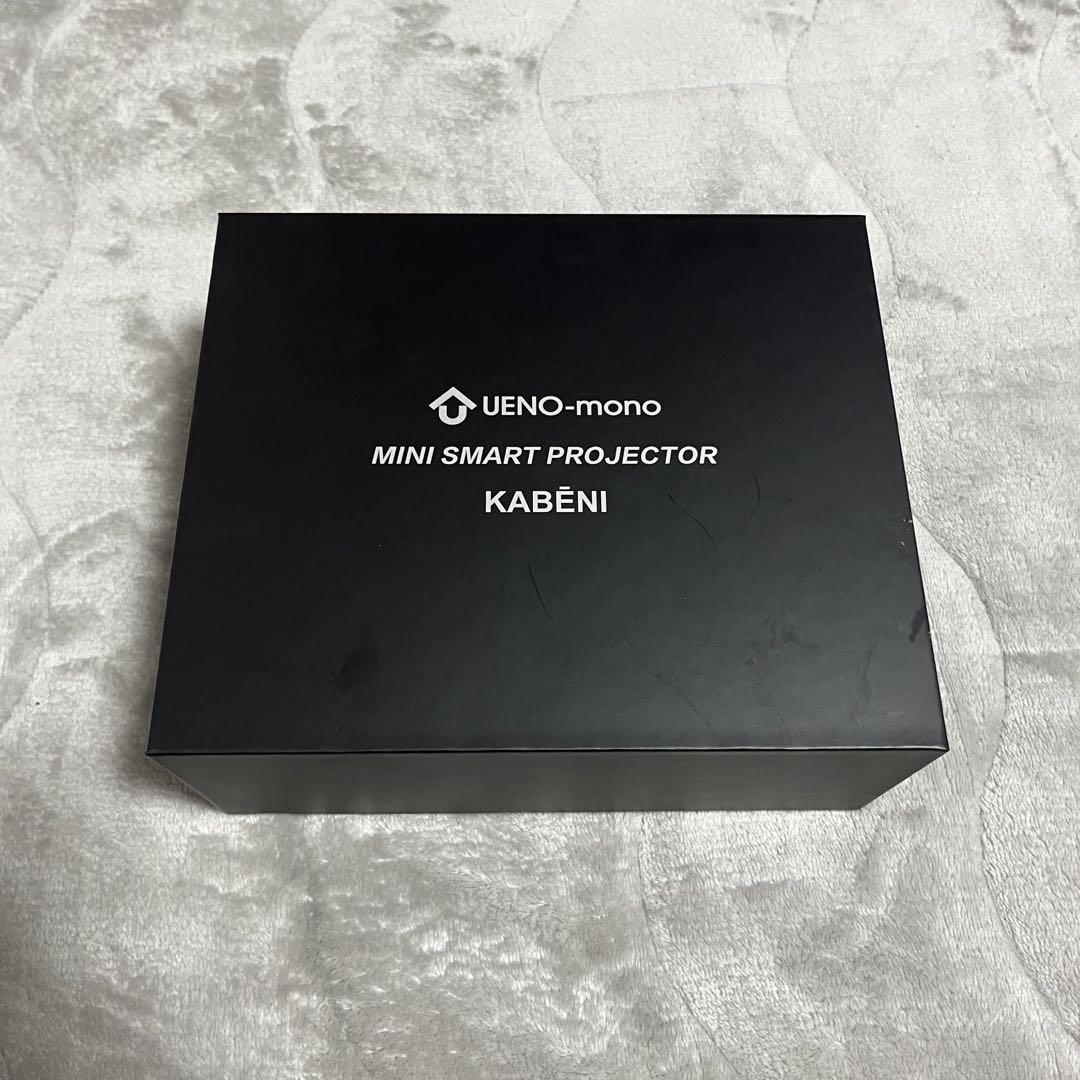 UENO-mono
MINI SMART PROJECTOR
KABĒNI